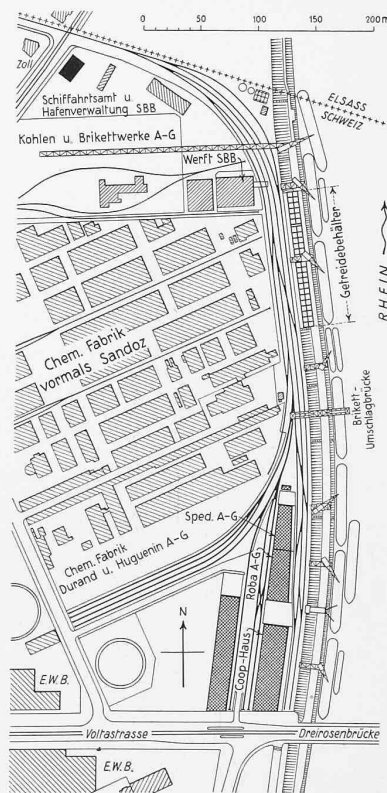 0 50 100 150 200 m
Zoll
ELSASS
SCHWEIZ
Schiffahrtsamt u.
Hafenverwaltung SBB
Kohlen u. Brikettwerke A-G
Werft SBB
Getreidebehälter
RHEIN
Chem. Fabrik
vormals Sandoz
Brikett-
Umschlagbrücke
Sped. A-G
Chem. Fabrik
Durand u. Huguenin A-G
Roba A-G
N
Coop-Haus
E.W.B.
Voltastrasse
Dreirosenbrücke
E.W.B.